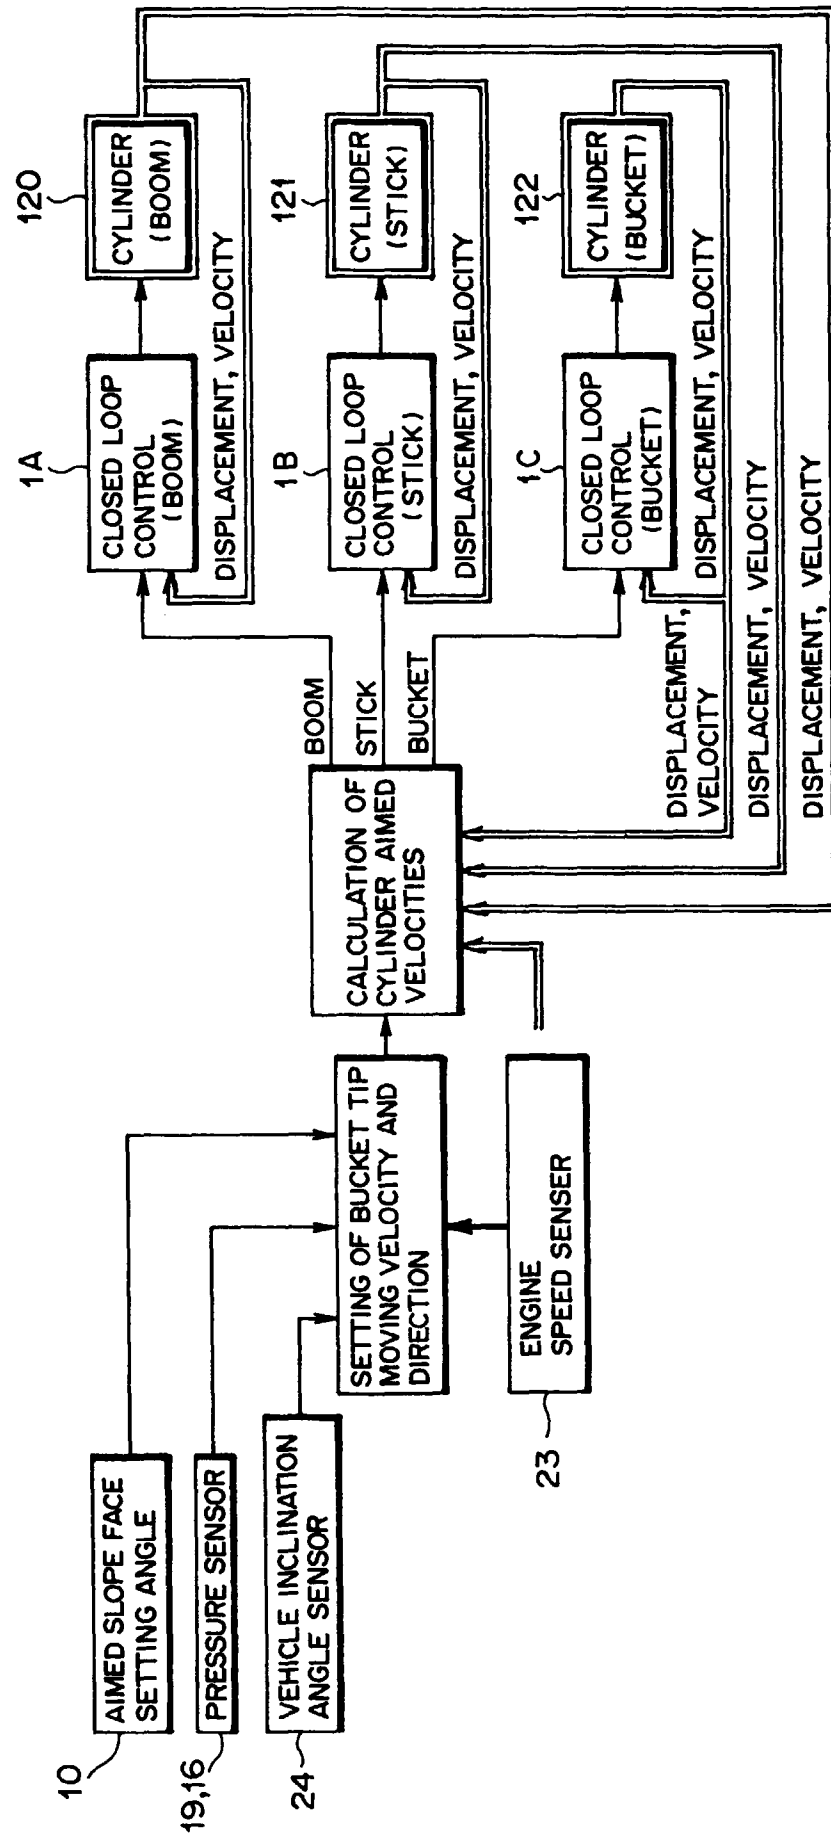 10
AIMED SLOPE FACE
SETTING ANGLE
19,16
PRESSURE SENSOR
24
VEHICLE INCLINATION
ANGLE SENSOR
SETTING OF BUCKET TIP
MOVING VELOCITY AND
DIRECTION
23
ENGINE
SPEED SENSER
CALCULATION OF
CYLINDER AIMED
VELOCITIES
BOOM
STICK
BUCKET
1A
CLOSED LOOP
CONTROL
(BOOM)
120
CYLINDER
(BOOM)
DISPLACEMENT, VELOCITY
1B
CLOSED LOOP
CONTROL
(STICK)
121
CYLINDER
(STICK)
DISPLACEMENT, VELOCITY
1C
CLOSED LOOP
CONTROL
(BUCKET)
122
CYLINDER
(BUCKET)
DISPLACEMENT, VELOCITY
DISPLACEMENT,
VELOCITY
DISPLACEMENT, VELOCITY
DISPLACEMENT, VELOCITY